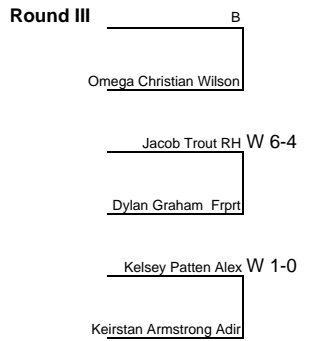 Round III B
Omega Christian Wilson
Jacob Trout RH W 6-4
Dylan Graham Frprt
Kelsey Patten Alex W 1-0
Keirstan Armstrong Adir